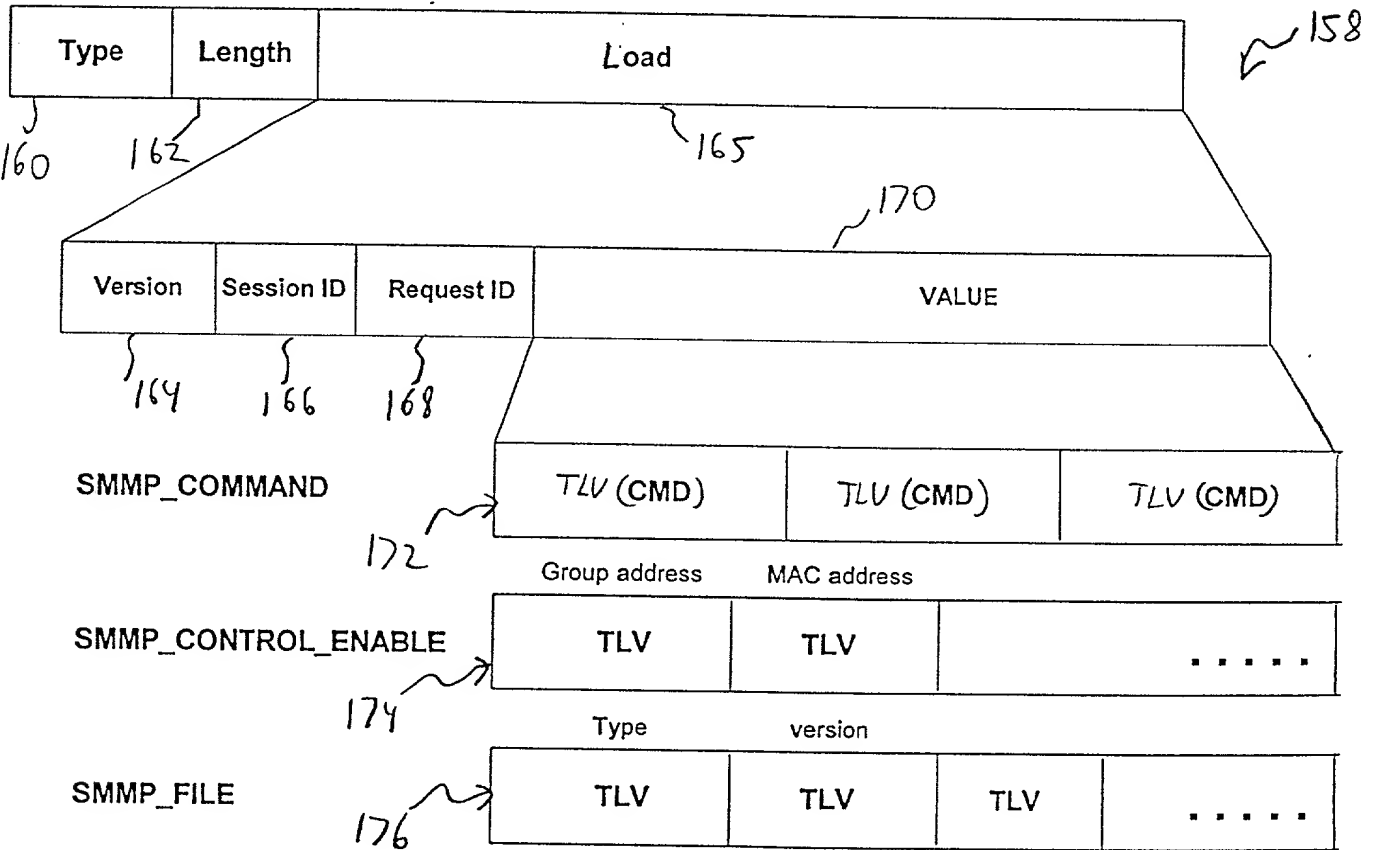 Type Length Load
158
160 162 165
170
Version Session ID Request ID VALUE
164 166 168
SMMP_COMMAND TLV (CMD) TLV (CMD) TLV (CMD)
172
Group address MAC address
SMMP_CONTROL_ENABLE TLV TLV .....
174
Type version
SMMP_FILE TLV TLV TLV .....
176